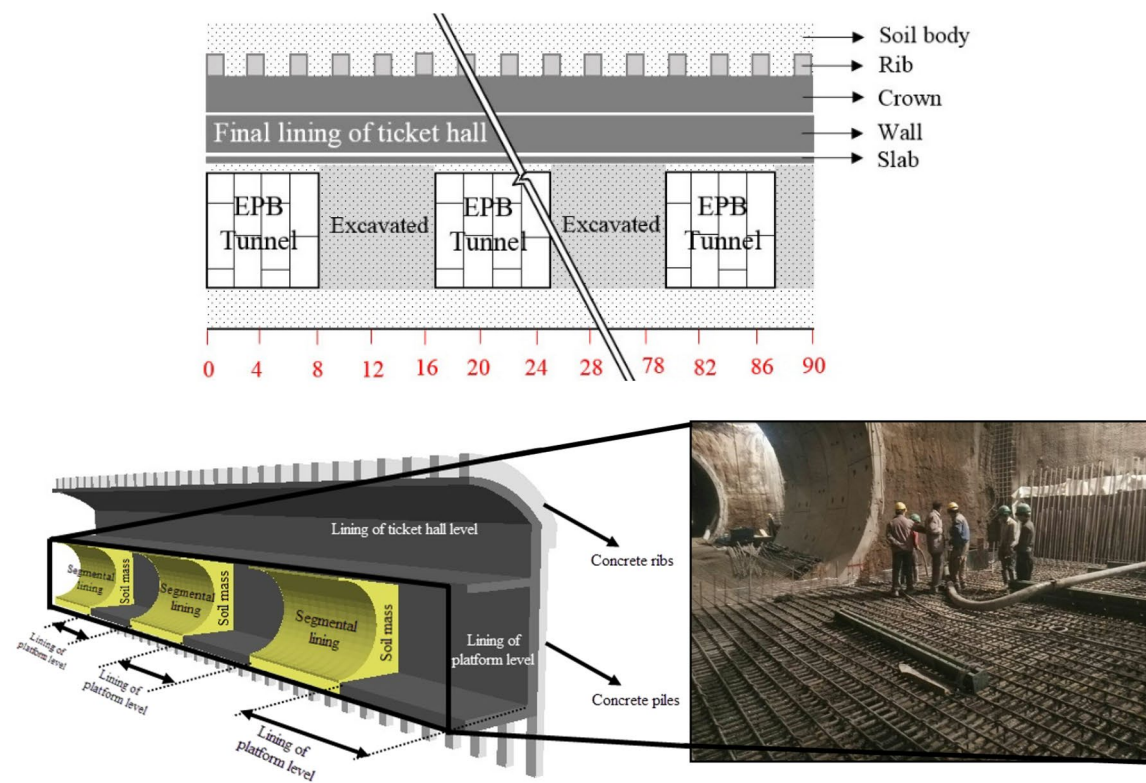 Soil body
Rib
Crown
Final lining of ticket hall
Wall
Slab
EPB
Tunnel
Excavated
EPB
Tunnel
Excavated
EPB
Tunnel
0 4 8 12 16 20 24 28 78 82 86 90
Lining of ticket hall level
Concrete ribs
Segmental
lining
Soil mass
Segmental
lining
Soil mass
Segmental
lining
Soil mass
Lining of
platform level
Lining of
platform level
Lining of
platform level
Lining of
platform level
Concrete piles